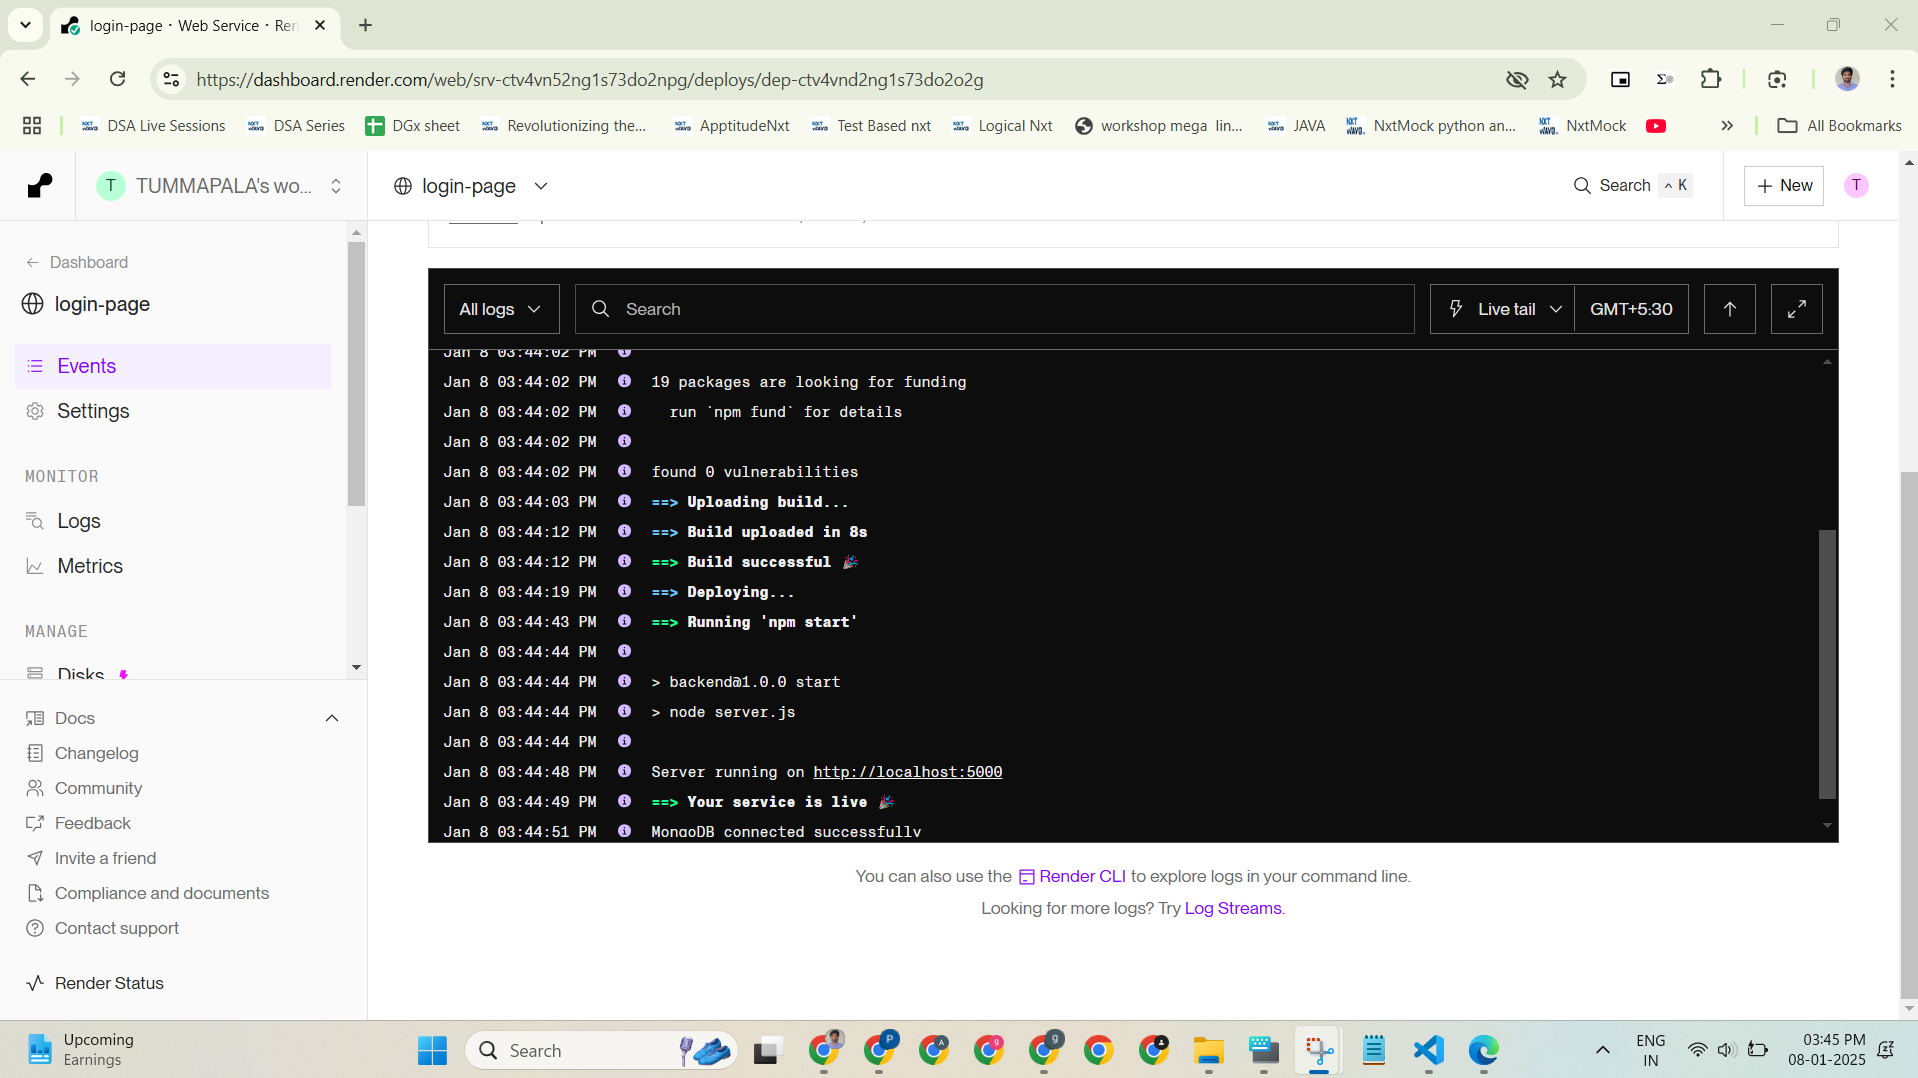 login-page · Web Service · Ren
https://dashboard.render.com/web/srv-ctv4vn52ng1s73do2npg/deploys/dep-ctv4vnd2ng1s73do2o2g
DSA Live Sessions
DSA Series
DGx sheet
Revolutionizing the...
ApptitudeNxt
Test Based nxt
Logical Nxt
workshop mega lin...
JAVA
NxtMock python an...
NxtMock
All Bookmarks
T
TUMMAPALA's wo...
login-page
Search
K
New
T
Dashboard
login-page
Events
Settings
MONITOR
Logs
Metrics
MANAGE
Disks
Docs
Changelog
Community
Feedback
Invite a friend
Compliance and documents
Contact support
Render Status
All logs
Search
Live tail
GMT+5:30
Jan 8 03:44:02 PM
Jan 8 03:44:02 PM 19 packages are looking for funding
Jan 8 03:44:02 PM run `npm fund` for details
Jan 8 03:44:02 PM
Jan 8 03:44:02 PM found 0 vulnerabilities
Jan 8 03:44:03 PM ==> Uploading build...
Jan 8 03:44:12 PM ==> Build uploaded in 8s
Jan 8 03:44:12 PM ==> Build successful 🎉
Jan 8 03:44:19 PM ==> Deploying...
Jan 8 03:44:43 PM ==> Running 'npm start'
Jan 8 03:44:44 PM
Jan 8 03:44:44 PM > backend@1.0.0 start
Jan 8 03:44:44 PM > node server.js
Jan 8 03:44:44 PM
Jan 8 03:44:48 PM Server running on http://localhost:5000
Jan 8 03:44:49 PM ==> Your service is live 🎉
Jan 8 03:44:51 PM MongoDB connected successfully
You can also use the Render CLI to explore logs in your command line.
Looking for more logs? Try Log Streams.
Upcoming
Earnings
Search
ENG
IN
03:45 PM
08-01-2025